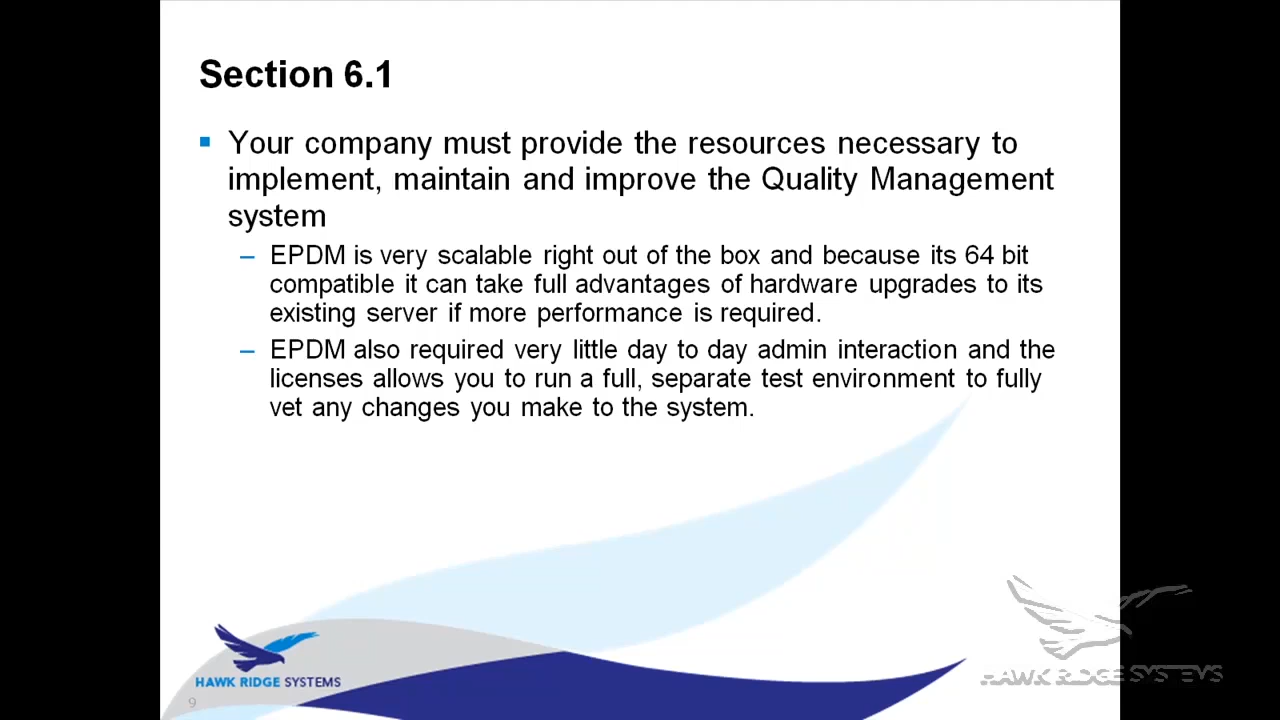 Section 6.1
Your company must provide the resources necessary to
implement, maintain and improve the Quality Management
system
– EPDM is very scalable right out of the box and because its 64 bit
compatible it can take full advantages of hardware upgrades to its
existing server if more performance is required.
– EPDM also required very little day to day admin interaction and the
licenses allows you to run a full, separate test environment to fully
vet any changes you make to the system.
HAWK RIDGE SYSTEMS
9
HAWK RIDGE SYSTEMS